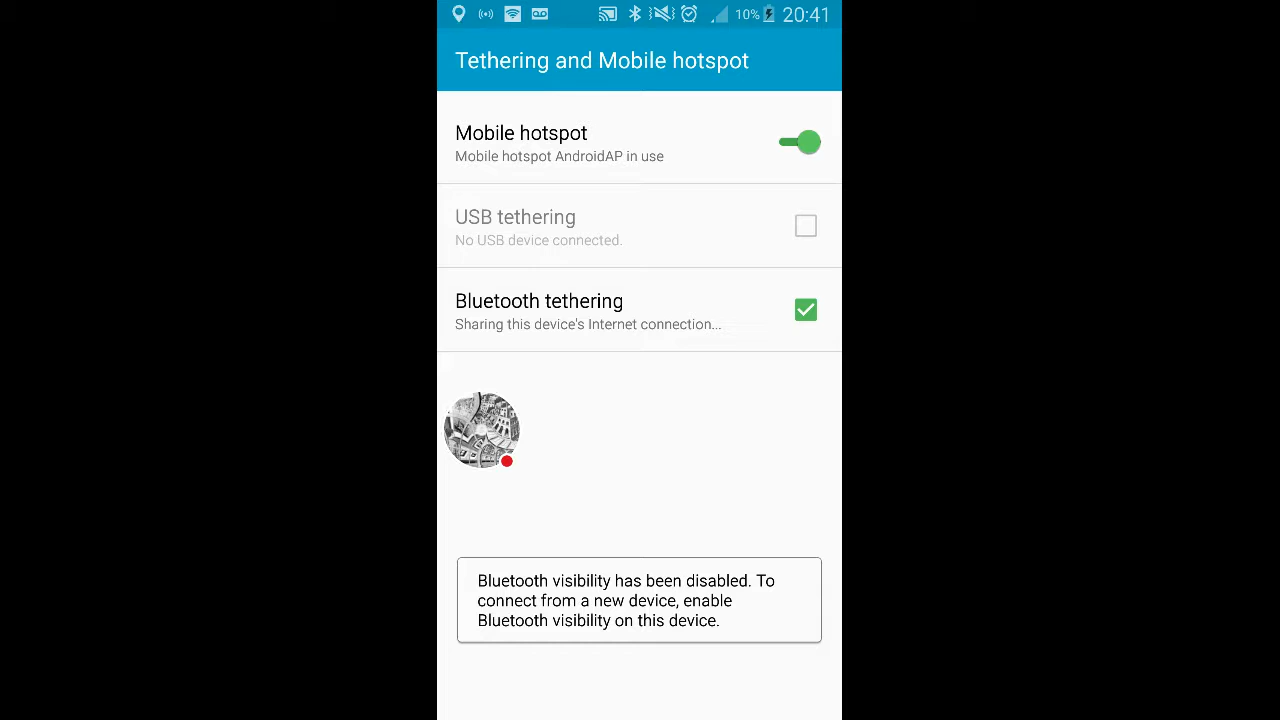 10% 20:41
Tethering and Mobile hotspot
Mobile hotspot
Mobile hotspot AndroidAP in use
USB tethering
No USB device connected.
Bluetooth tethering
Sharing this device's Internet connection...
Bluetooth visibility has been disabled. To
connect from a new device, enable
Bluetooth visibility on this device.